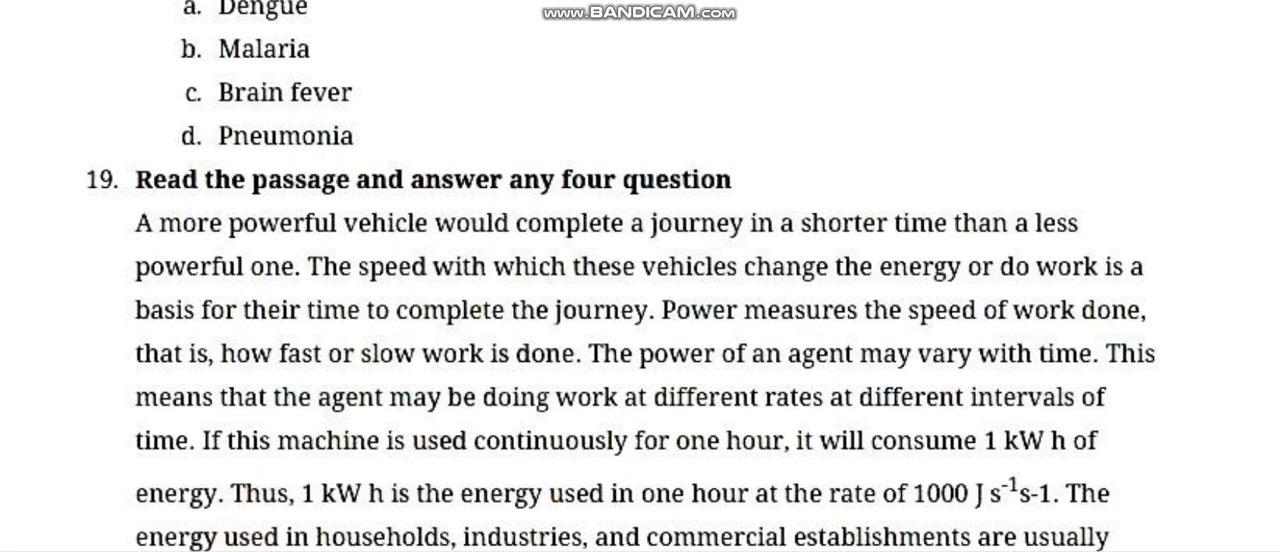 a. Dengue
www.BANDICAM.com
b. Malaria
c. Brain fever
d. Pneumonia
19. Read the passage and answer any four question
A more powerful vehicle would complete a journey in a shorter time than a less
powerful one. The speed with which these vehicles change the energy or do work is a
basis for their time to complete the journey. Power measures the speed of work done,
that is, how fast or slow work is done. The power of an agent may vary with time. This
means that the agent may be doing work at different rates at different intervals of
time. If this machine is used continuously for one hour, it will consume 1 kW h of
energy. Thus, 1 kW h is the energy used in one hour at the rate of 1000 J s⁻¹s-1. The
energy used in households, industries, and commercial establishments are usually